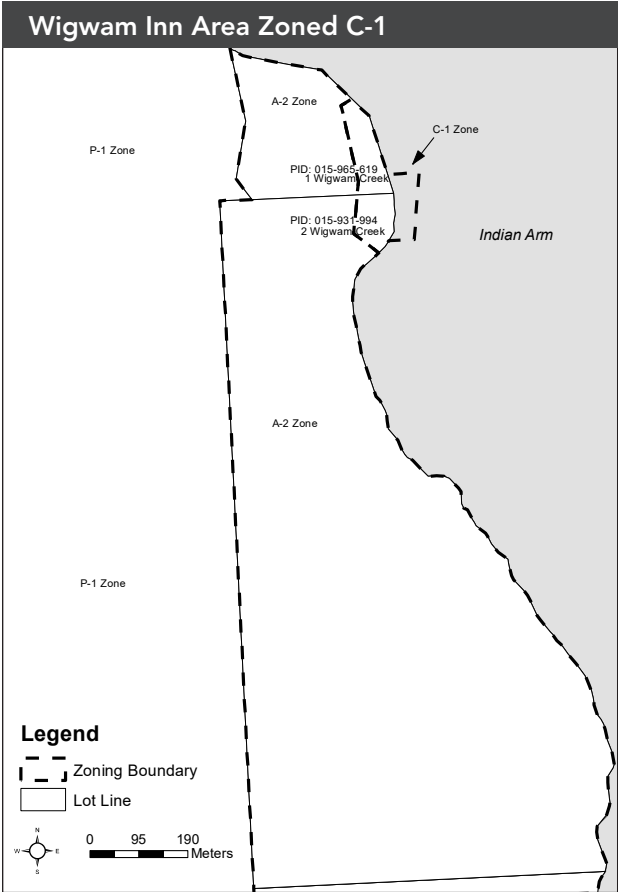 Wigwam Inn Area Zoned C-1
A-2 Zone
C-1 Zone
P-1 Zone
PID: 015-965-619
1 Wigwam Creek
PID: 015-931-994
2 Wigwam Creek
Indian Arm
A-2 Zone
P-1 Zone
Legend
Zoning Boundary
Lot Line
N
W E
S
0 95 190
Meters